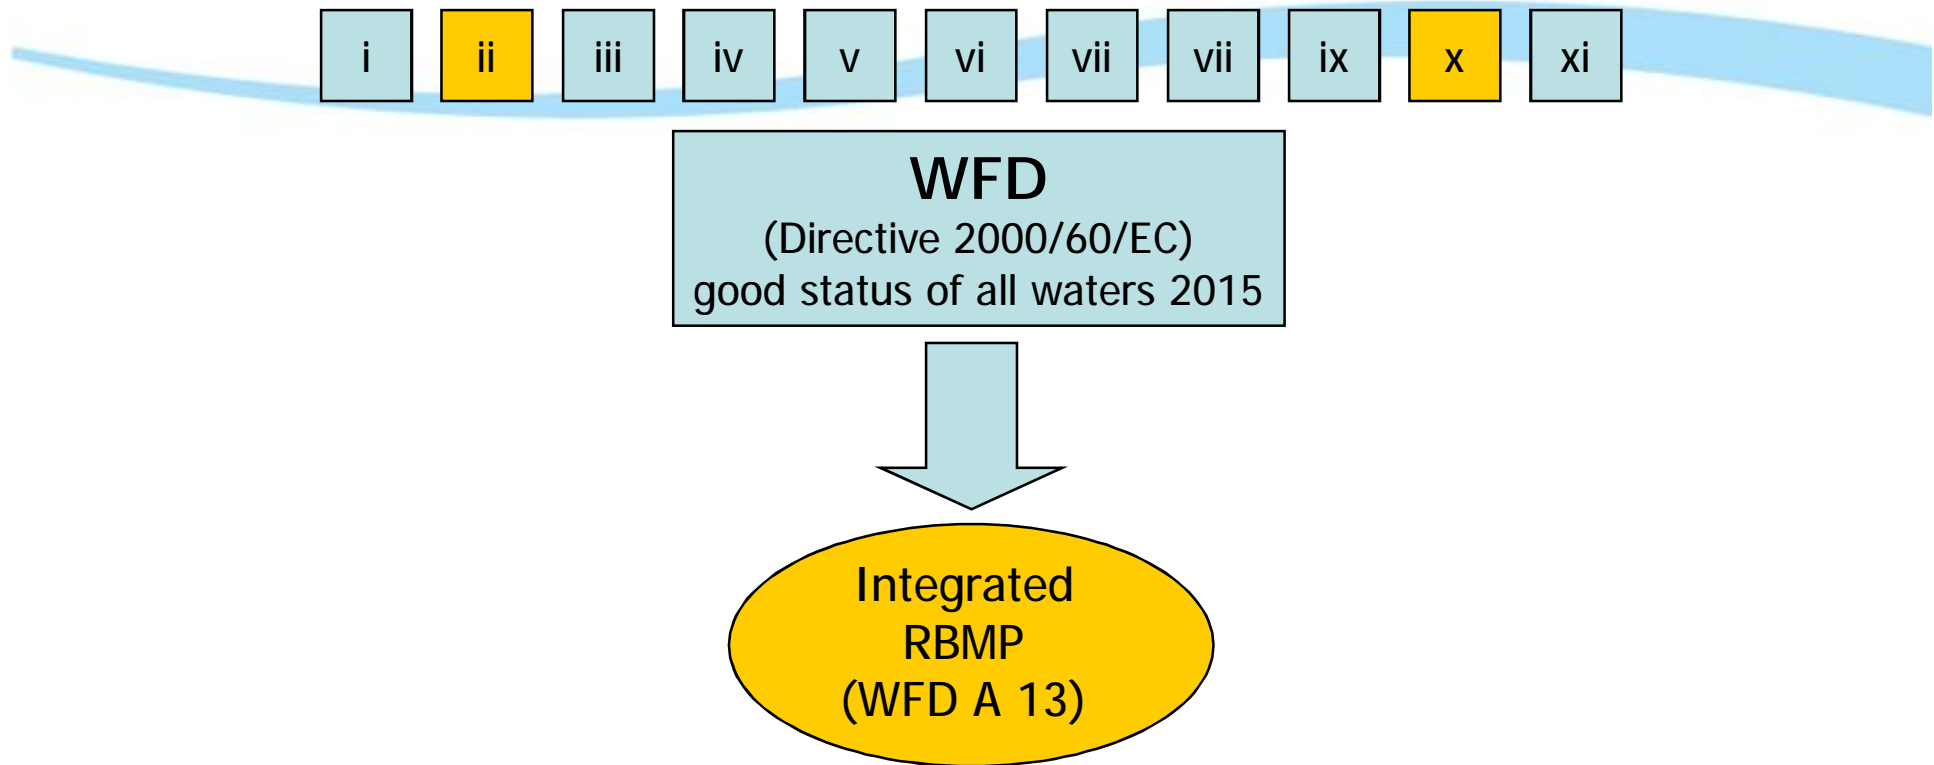 i ii iii iv v vi vii vii ix x xi
WFD
(Directive 2000/60/EC)
good status of all waters 2015
Integrated
RBMP
(WFD A 13)